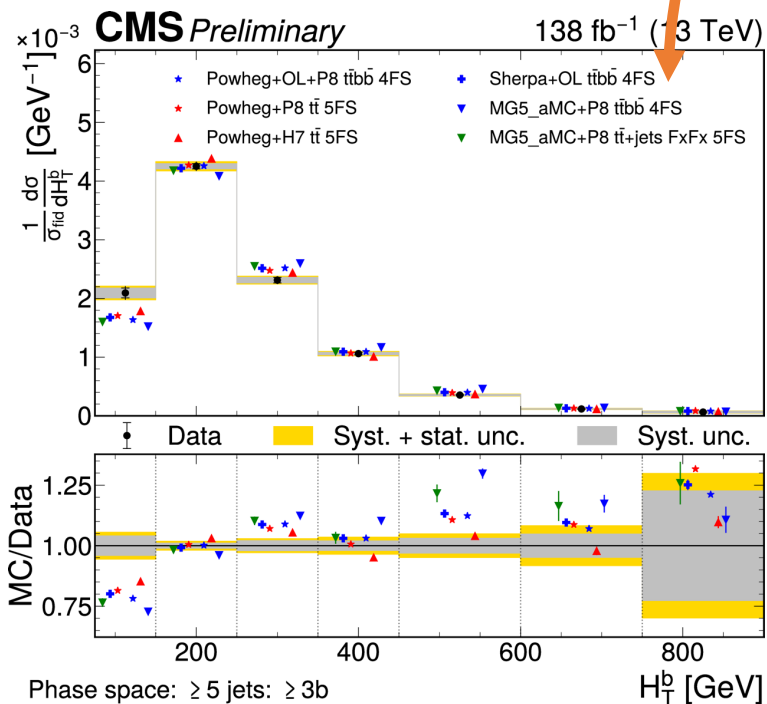 CMS Preliminary 138 fb⁻¹ (13 TeV)
×10⁻³
Powheg+OL+P8 tt̄bb̄ 4FS
Powheg+P8 tt̄ 5FS
Powheg+H7 tt̄ 5FS
Sherpa+OL tt̄bb̄ 4FS
MG5_aMC+P8 tt̄bb̄ 4FS
MG5_aMC+P8 tt̄+jets FxFx 5FS
1/σ_fid dσ/dH_T^b [GeV⁻¹]
6
5
4
3
2
1
0
Data Syst. + stat. unc. Syst. unc.
MC/Data
1.25
1.00
0.75
200 400 600 800
Phase space: ≥ 5 jets: ≥ 3b
H_T^b [GeV]